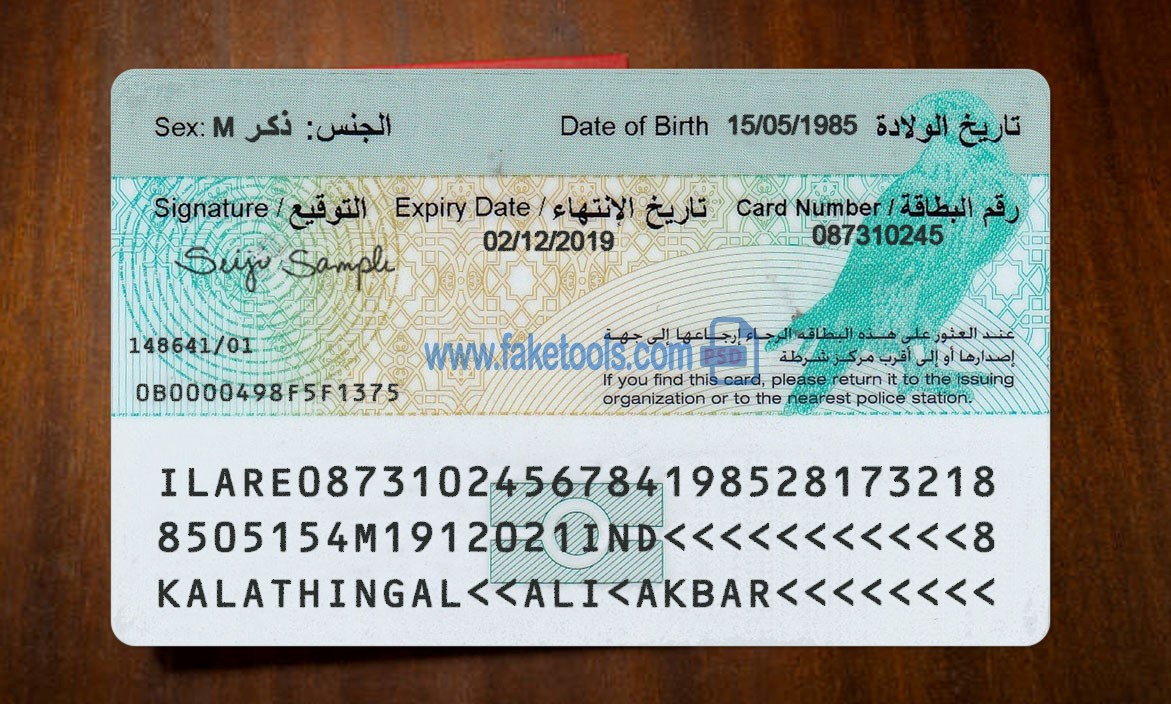 Sex: M الجنس: ذكر
Date of Birth 15/05/1985 تاريخ الولادة
Signature / التوقيع
Expiry Date / تاريخ الإنتهاء
Card Number / رقم البطاقة
02/12/2019
087310245
Seiji Sample
عند العثور على هذه البطاقه الرجاء إرجاعها إلى جهة
148641/01
www.faketools.com PSD
إصدارها أو إلى أقرب مركز شرطة
If you find this card, please return it to the issuing
0B0000498F5F1375
organization or to the nearest police station.
ILARE0873102456784198528173218
8505154M1912021IND<<<<<<<<<<<8
KALATHINGAL<<ALI<AKBAR<<<<<<<<